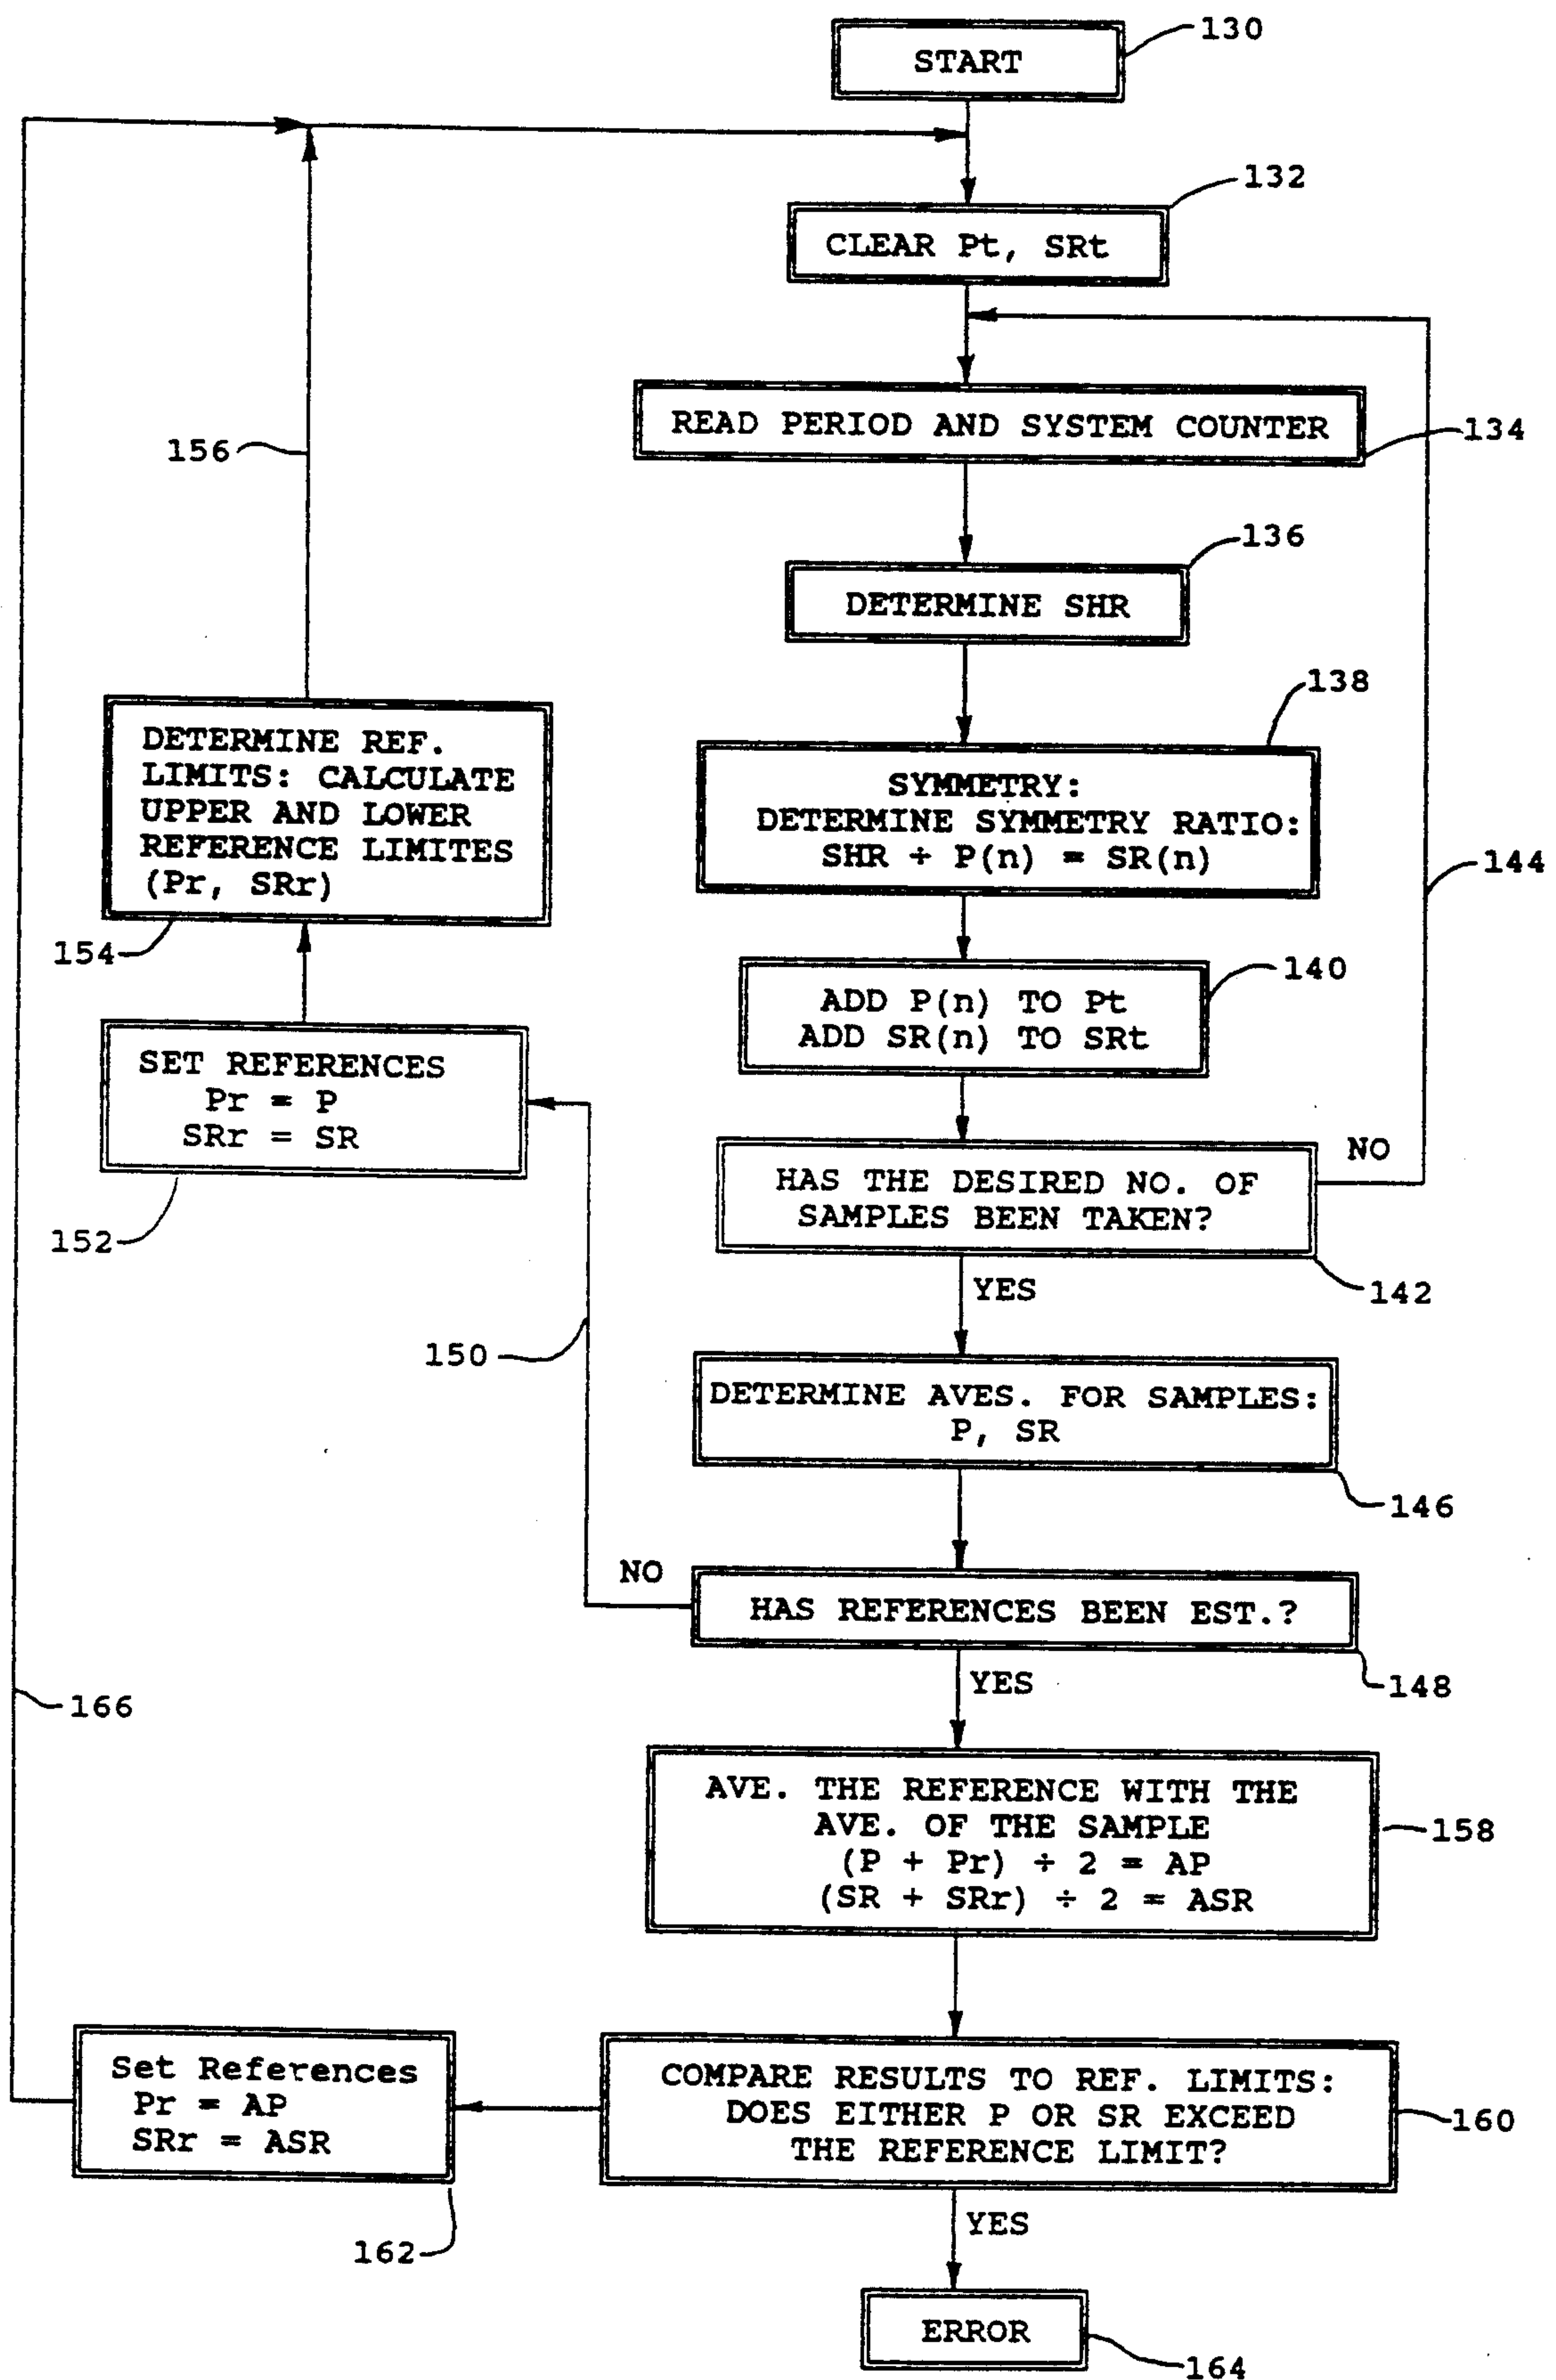 START
130
CLEAR Pt, SRt
132
READ PERIOD AND SYSTEM COUNTER
134
156
DETERMINE SHR
136
SYMMETRY:
DETERMINE SYMMETRY RATIO:
SHR ÷ P(n) = SR(n)
138
144
DETERMINE REF.
LIMITS: CALCULATE
UPPER AND LOWER
REFERENCE LIMITES
(Pr, SRr)
154
ADD P(n) TO Pt
ADD SR(n) TO SRt
140
SET REFERENCES
Pr = P
SRr = SR
152
HAS THE DESIRED NO. OF
SAMPLES BEEN TAKEN?
NO
142
YES
150
DETERMINE AVES. FOR SAMPLES:
P, SR
146
NO
HAS REFERENCES BEEN EST.?
148
YES
166
AVE. THE REFERENCE WITH THE
AVE. OF THE SAMPLE
(P + Pr) ÷ 2 = AP
(SR + SRr) ÷ 2 = ASR
158
Set References
Pr = AP
SRr = ASR
162
COMPARE RESULTS TO REF. LIMITS:
DOES EITHER P OR SR EXCEED
THE REFERENCE LIMIT?
160
YES
ERROR
164